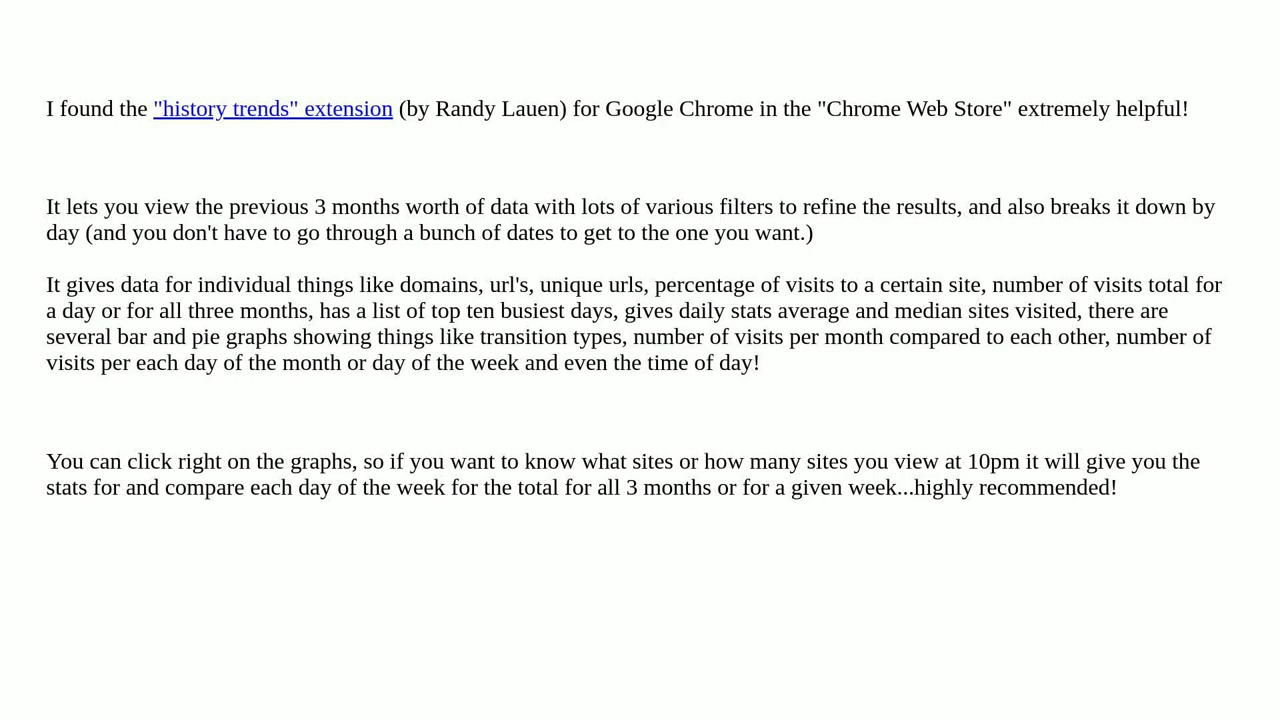 I found the "history trends" extension (by Randy Lauen) for Google Chrome in the "Chrome Web Store" extremely helpful!
It lets you view the previous 3 months worth of data with lots of various filters to refine the results, and also breaks it down by
day (and you don't have to go through a bunch of dates to get to the one you want.)
It gives data for individual things like domains, url's, unique urls, percentage of visits to a certain site, number of visits total for
a day or for all three months, has a list of top ten busiest days, gives daily stats average and median sites visited, there are
several bar and pie graphs showing things like transition types, number of visits per month compared to each other, number of
visits per each day of the month or day of the week and even the time of day!
You can click right on the graphs, so if you want to know what sites or how many sites you view at 10pm it will give you the
stats for and compare each day of the week for the total for all 3 months or for a given week...highly recommended!